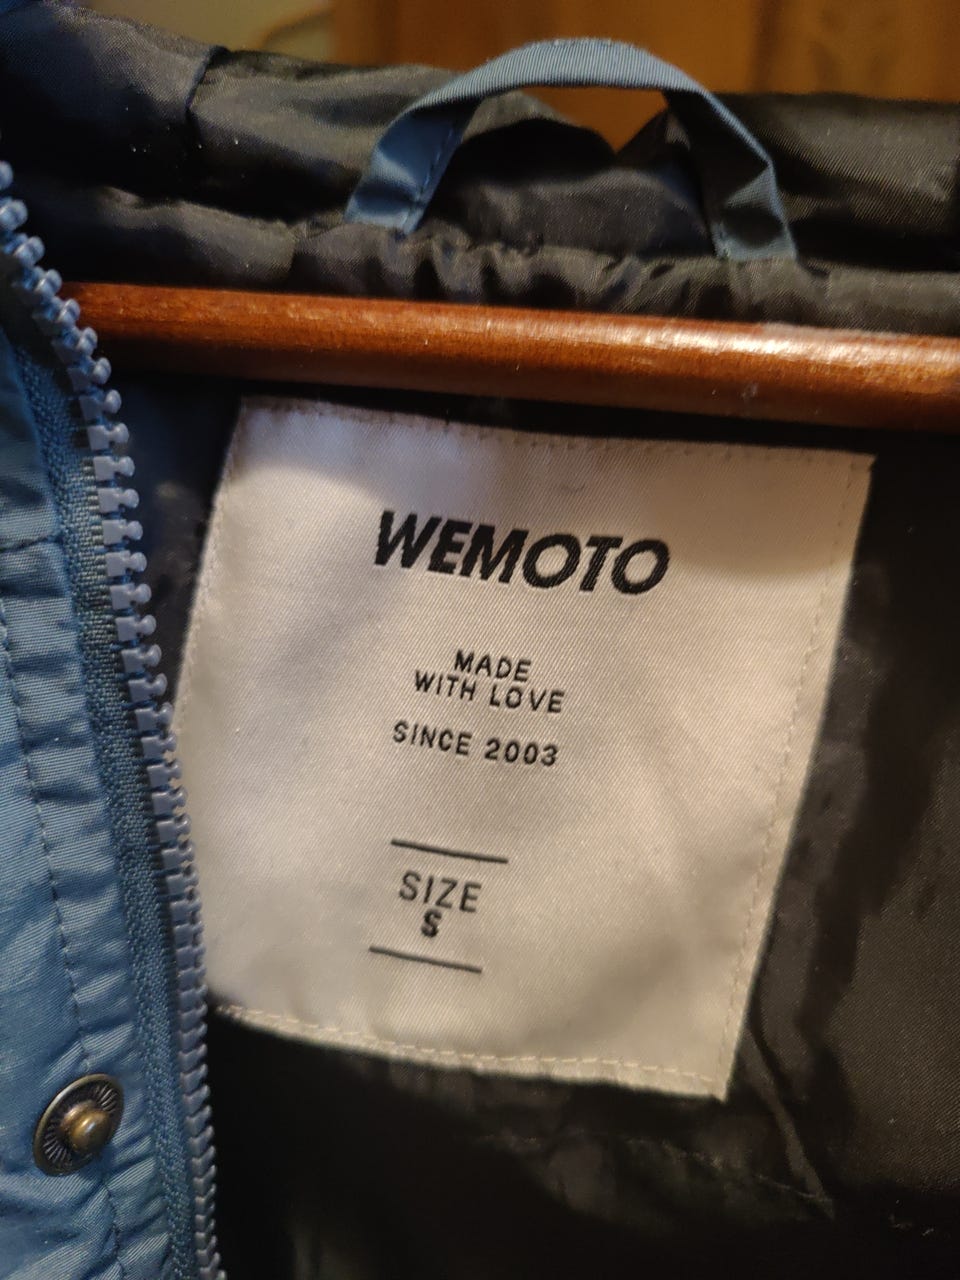 WEMOTO
MADE
WITH LOVE
SINCE 2003
SIZE
S